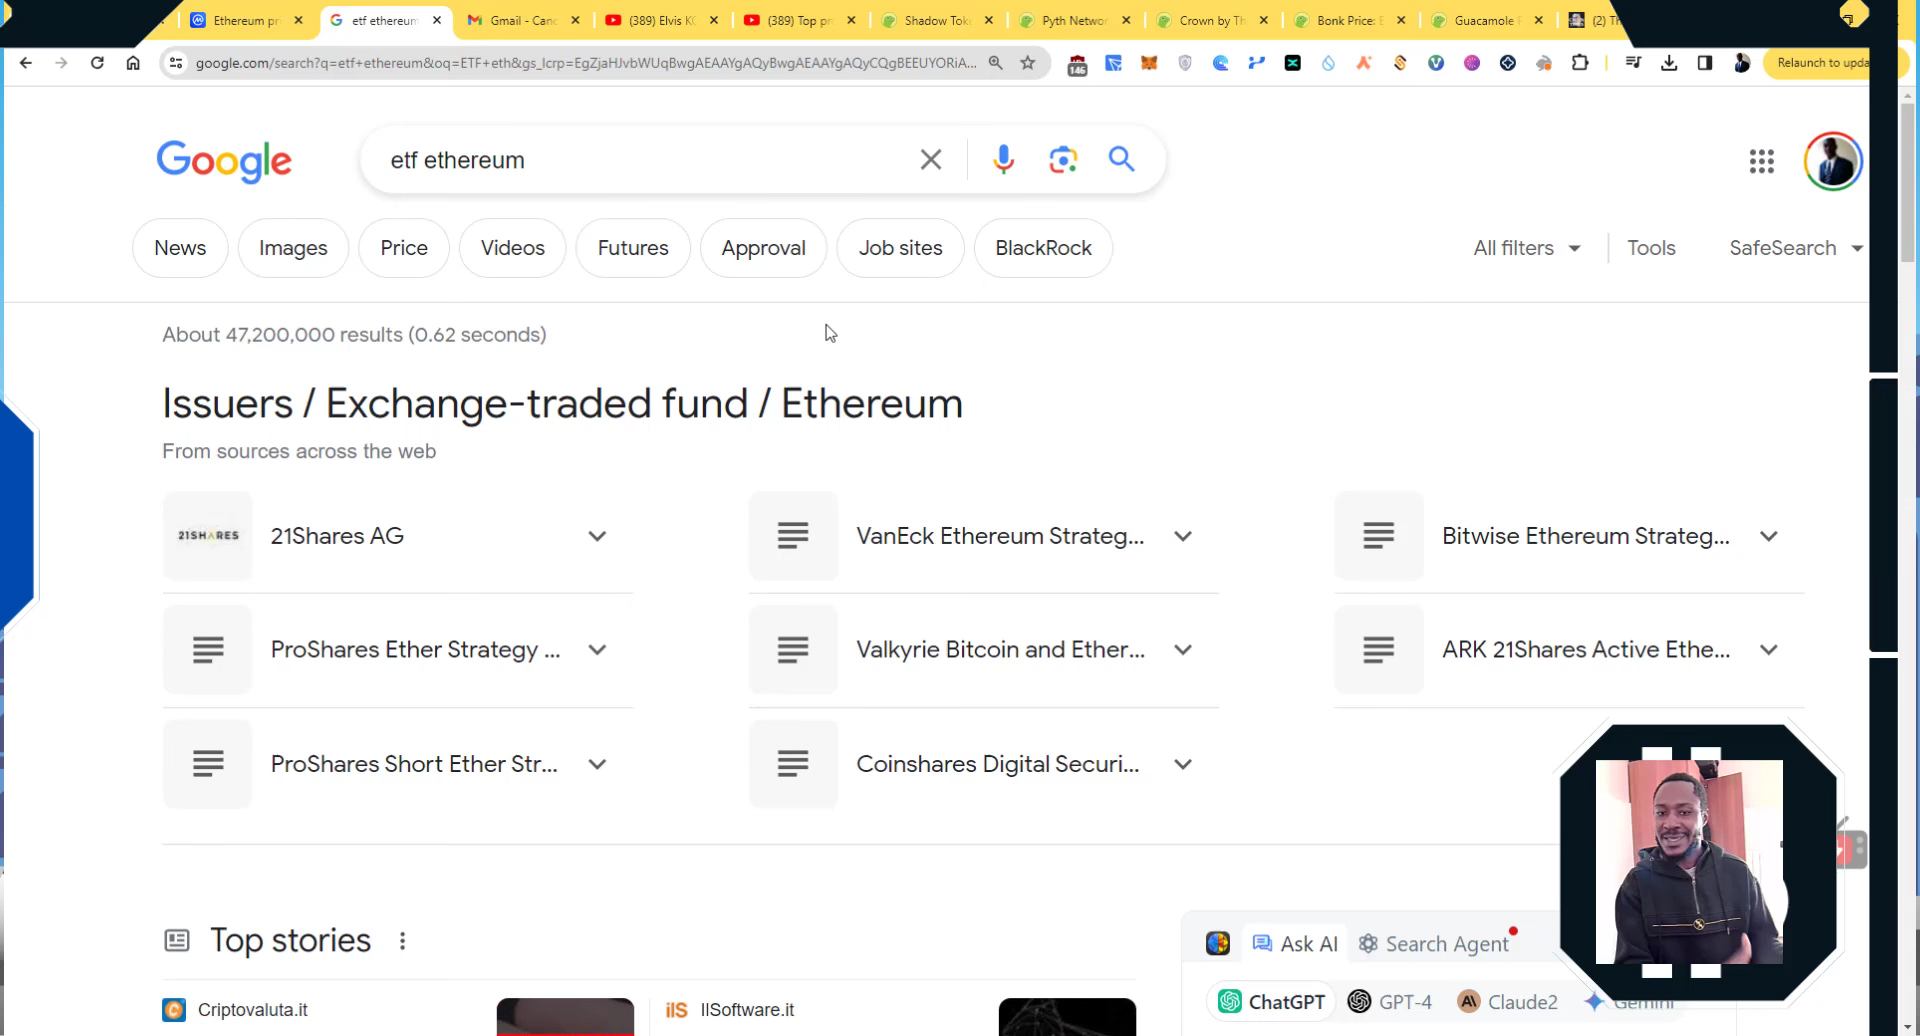 Ethereum pri
etf ethereum
Gmail - Canc
(389) Elvis KC
(389) Top pr
Shadow Tok
Pyth Networ
Crown by Th
Bonk Price:
Guacamole
google.com/search?q=etf+ethereum&oq=ETF+eth&gs_lcrp=EgZjaHJvbWUqBwgAEAAYgAQyBwgAEAAYgAQyCQgBEEUYORiA...
146
Relaunch to upda
Google
etf ethereum
News
Images
Price
Videos
Futures
Approval
Job sites
BlackRock
All filters
Tools
SafeSearch
About 47,200,000 results (0.62 seconds)
Issuers / Exchange-traded fund / Ethereum
From sources across the web
21SHARES
21Shares AG
VanEck Ethereum Strateg...
Bitwise Ethereum Strateg...
ProShares Ether Strategy ...
Valkyrie Bitcoin and Ether...
ARK 21Shares Active Ethe...
ProShares Short Ether Str...
Coinshares Digital Securi...
Top stories
Ask AI
Search Agent
Criptovaluta.it
ilS
IlSoftware.it
ChatGPT
GPT-4
Claude2
Gemini